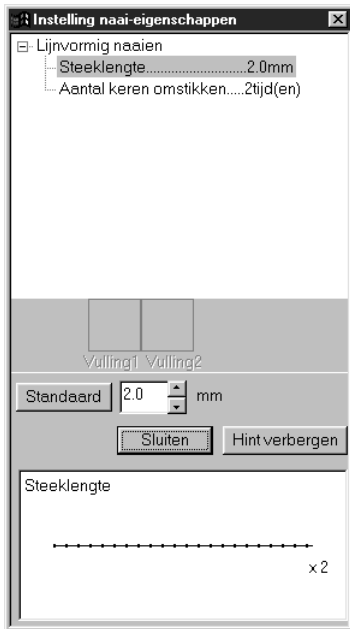 Instelling naai-eigenschappen
Lijnvormig naaien
Steeklengte............................2.0mm
Aantal keren omstikken.....2tijd(en)
Vulling1 Vulling2
Standaard 2.0 mm
Sluiten Hint verbergen
Steeklengte
x 2